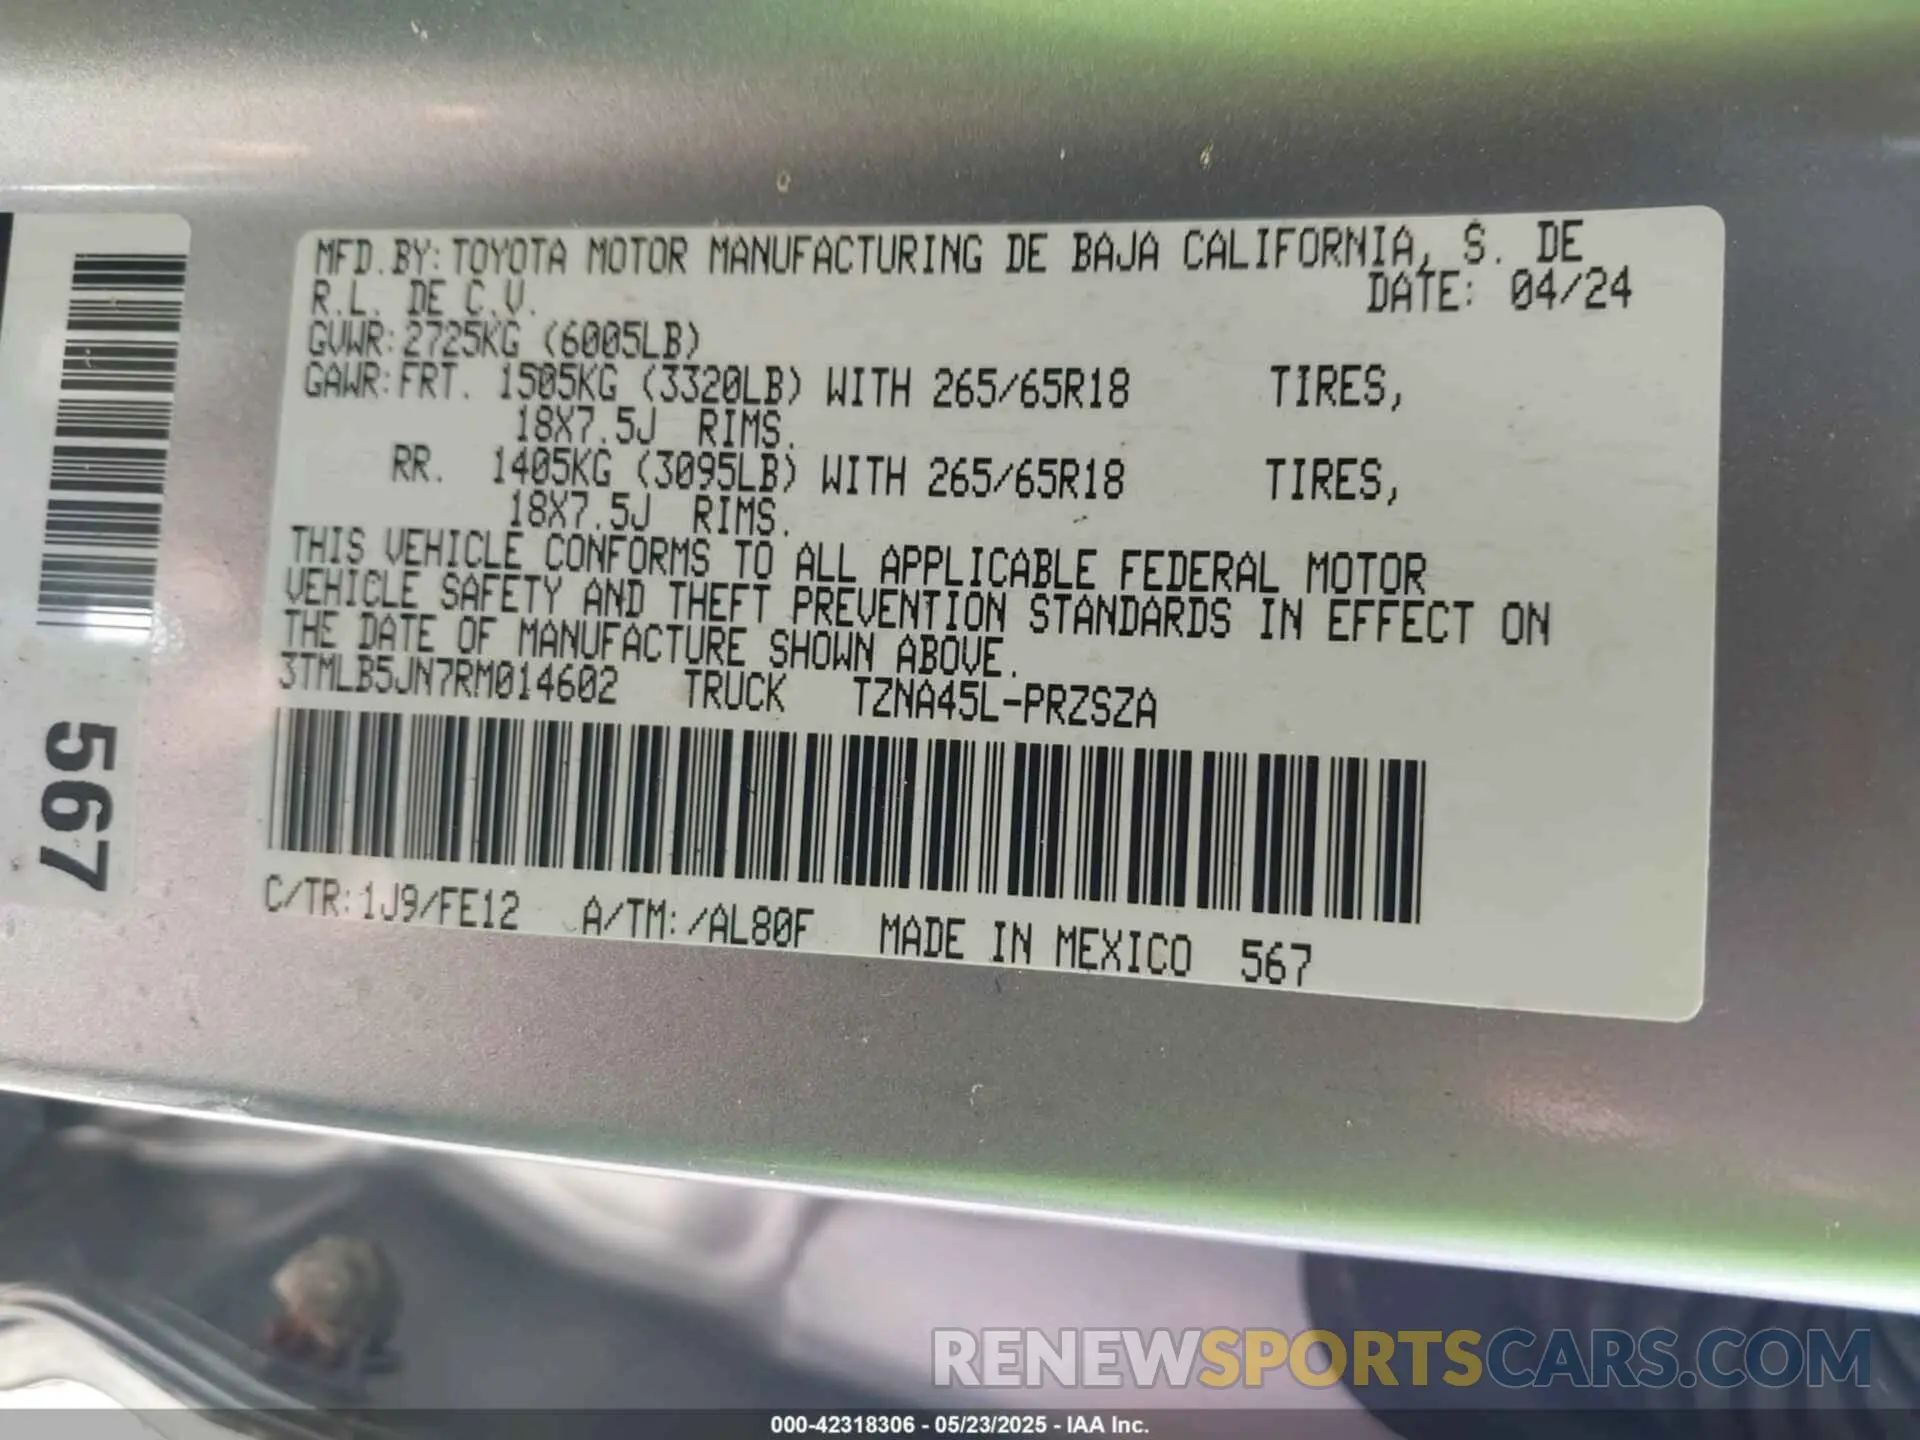 MFD.BY:TOYOTA MOTOR MANUFACTURING DE BAJA CALIFORNIA, S. DE
R.L. DE C.V. DATE: 04/24
GVWR:2725KG (6005LB)
GAWR:FRT. 1505KG (3320LB) WITH 265/65R18 TIRES,
18X7.5J RIMS.
RR. 1405KG (3095LB) WITH 265/65R18 TIRES,
18X7.5J RIMS.
THIS VEHICLE CONFORMS TO ALL APPLICABLE FEDERAL MOTOR
VEHICLE SAFETY AND THEFT PREVENTION STANDARDS IN EFFECT ON
THE DATE OF MANUFACTURE SHOWN ABOVE.
3TMLB5JN7RM014602 TRUCK TZNA45L-PRZSZA
C/TR:1J9/FE12 A/TM:/AL80F MADE IN MEXICO 567
567
RENEWSPORTSCARS.COM
000-42318306 - 05/23/2025 - IAA Inc.